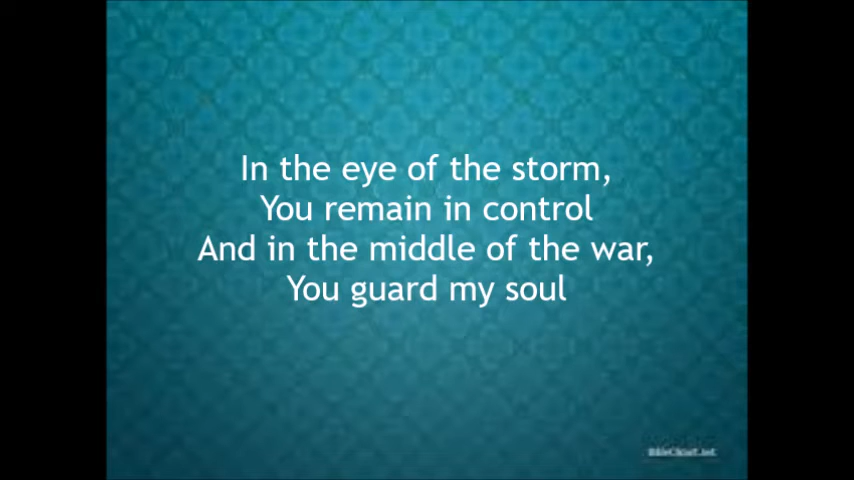 In the eye of the storm,
You remain in control
And in the middle of the war,
You guard my soul